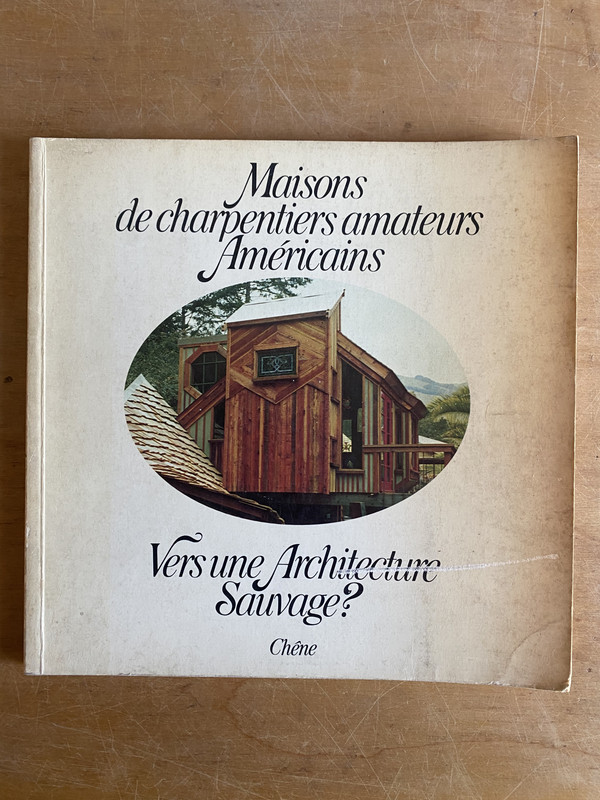 Maisons
de charpentiers amateurs
Américains
Vers une Architecture
Sauvage?
Chêne